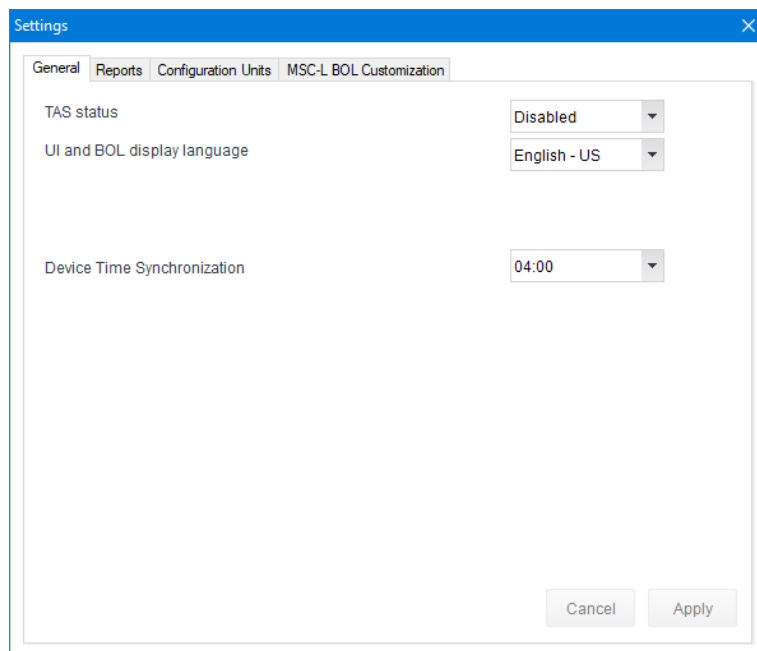 Settings
General Reports Configuration Units MSC-L BOL Customization
TAS status Disabled
UI and BOL display language English - US
Device Time Synchronization 04:00
Cancel Apply